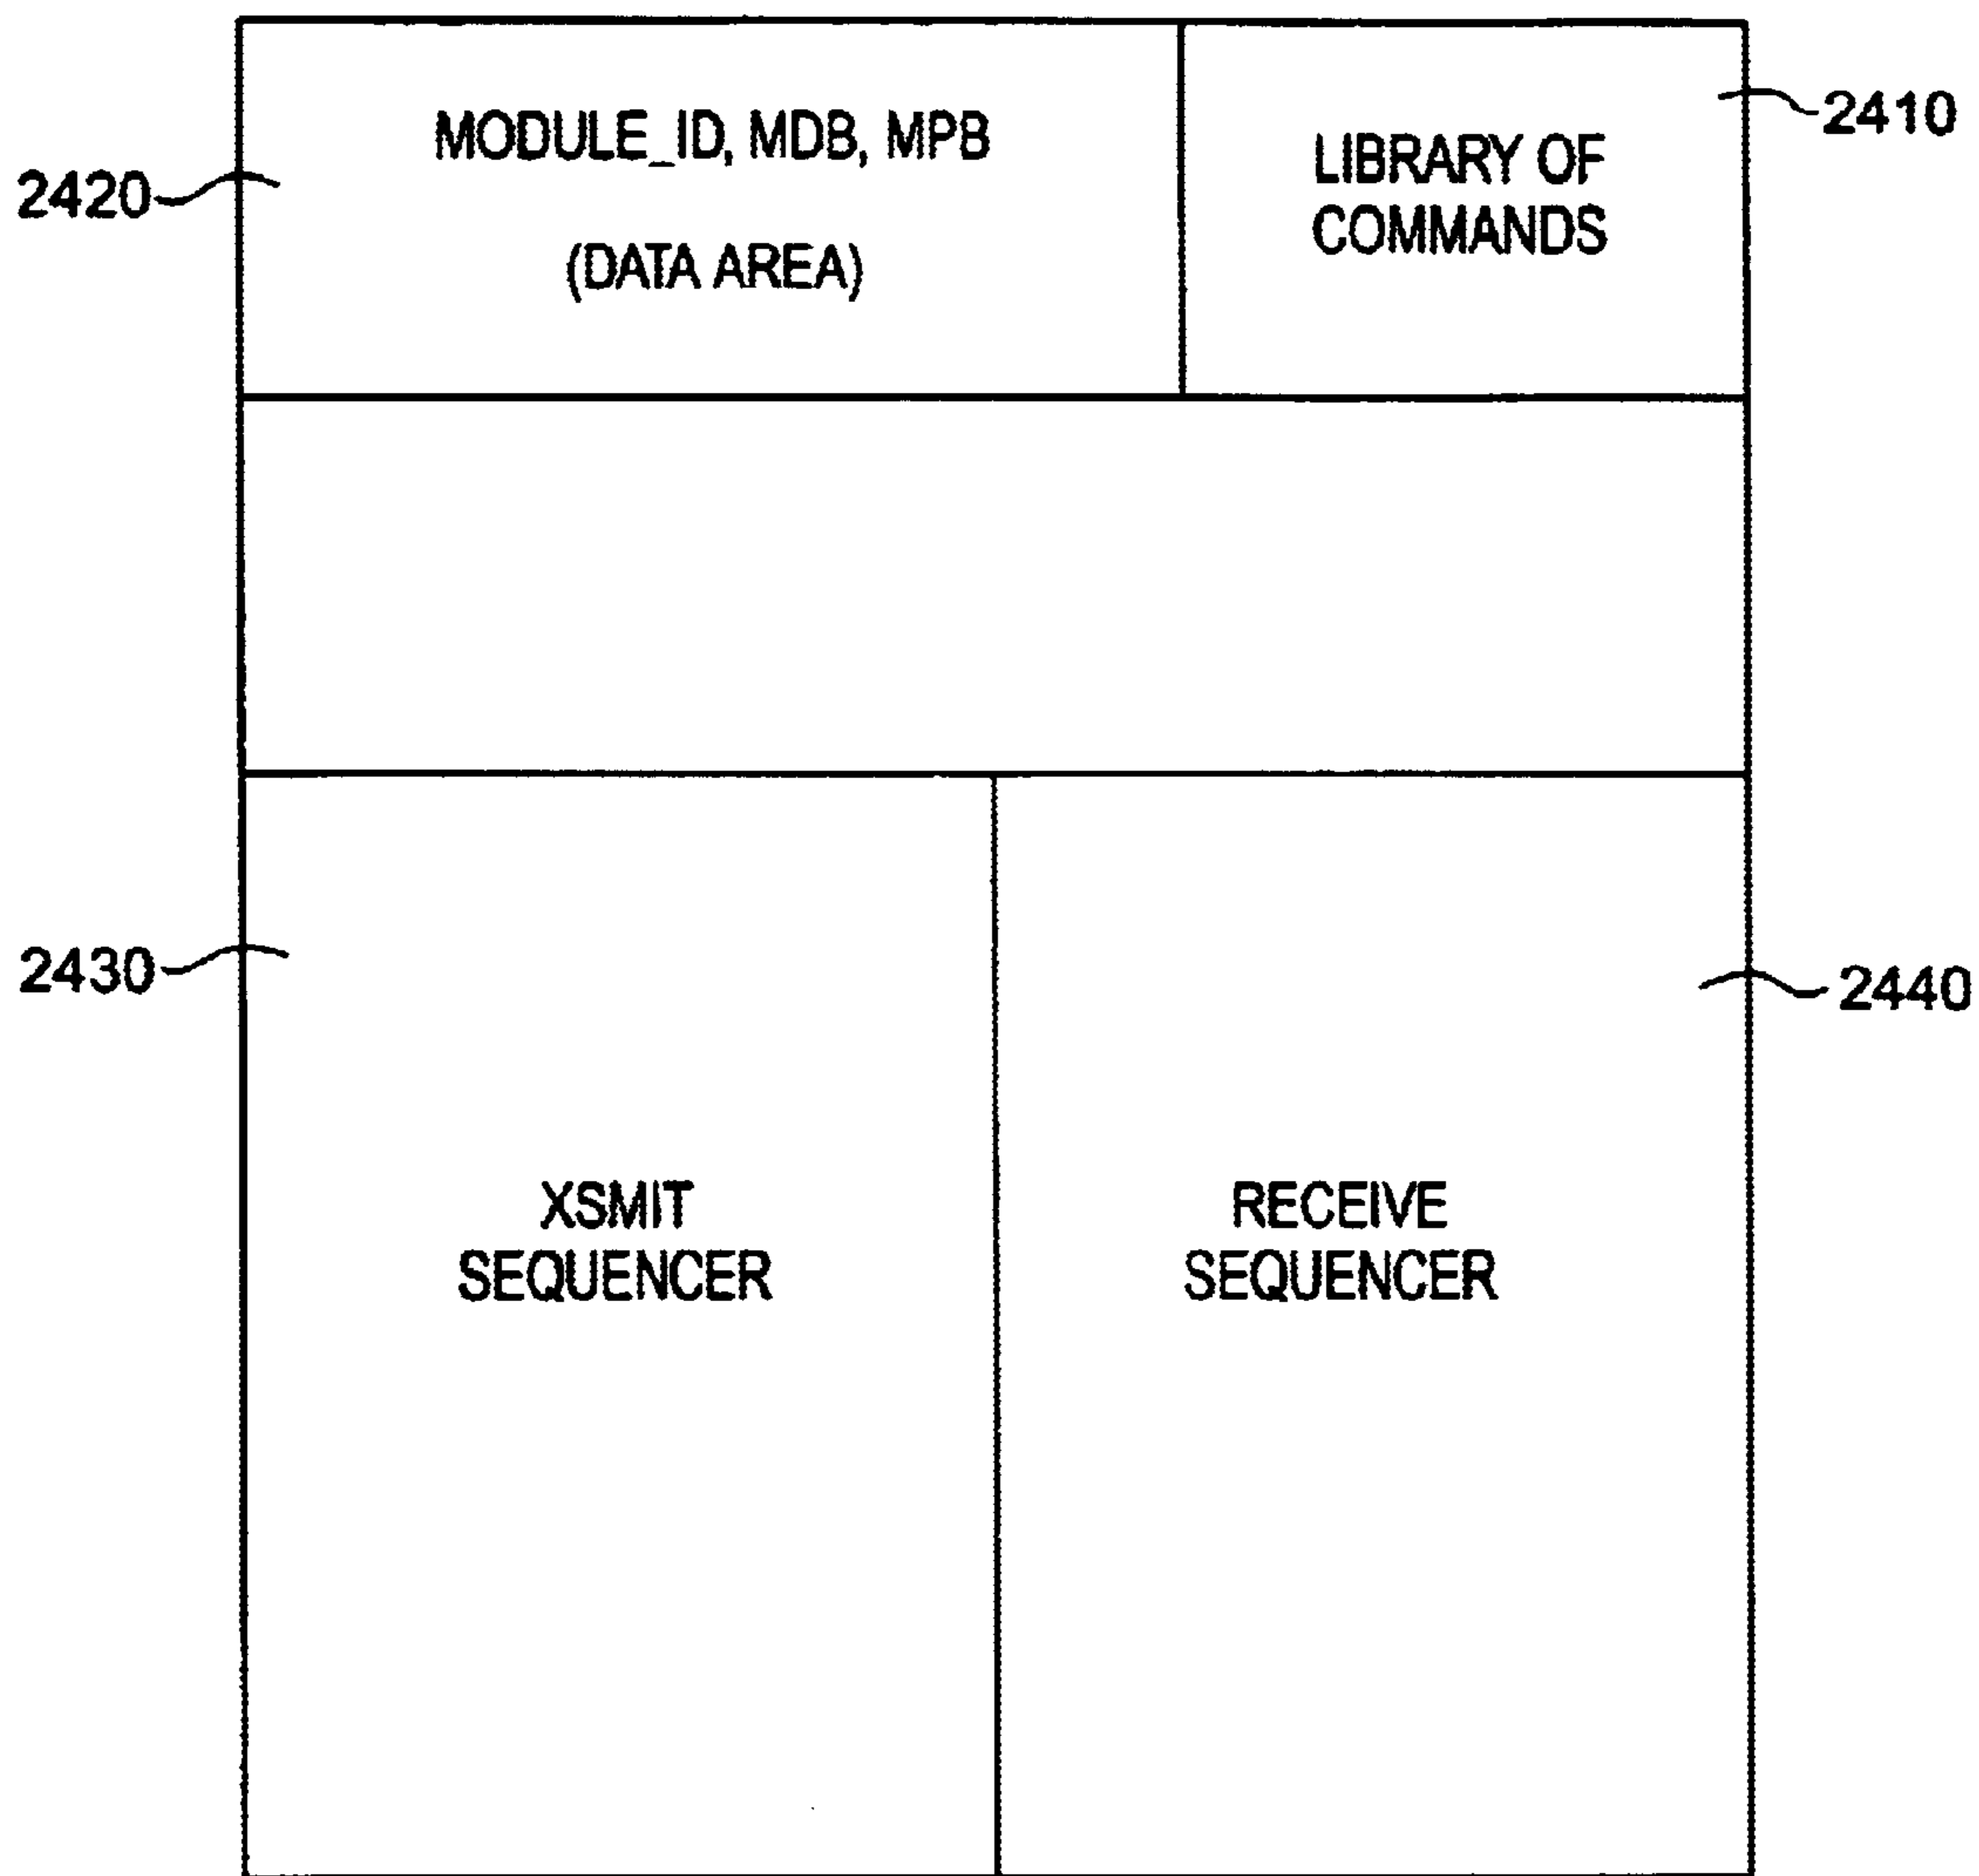 MODULE_ID, MDB, MPB
(DATA AREA)
2420
LIBRARY OF
COMMANDS
2410
2430
XSMIT
SEQUENCER
RECEIVE
SEQUENCER
2440